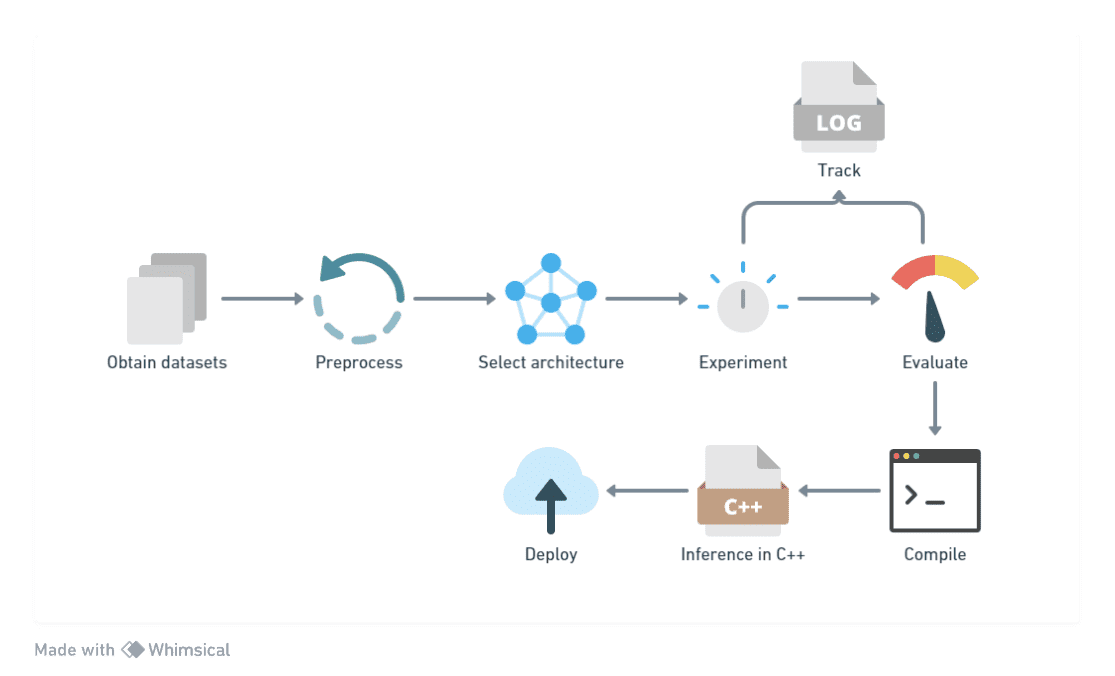 LOG
Track
Obtain datasets
Preprocess
Select architecture
Experiment
Evaluate
C++
Deploy
Inference in C++
Compile
Made with Whimsical